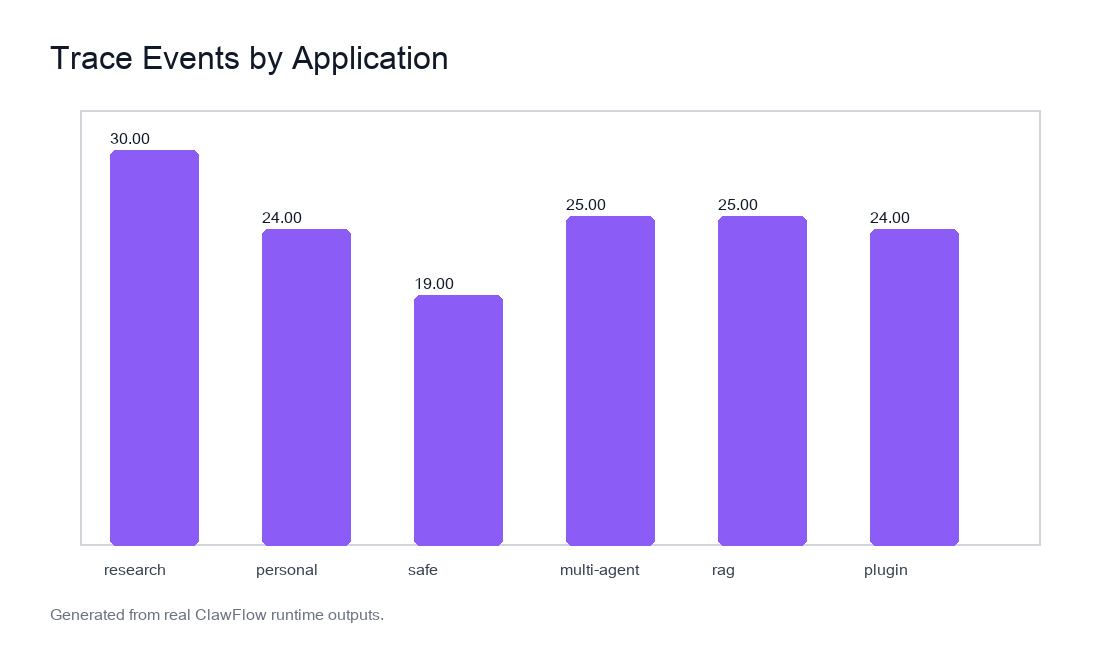 Trace Events by Application
30.00
24.00
19.00
25.00
25.00
24.00
research
personal
safe
multi-agent
rag
plugin
Generated from real ClawFlow runtime outputs.